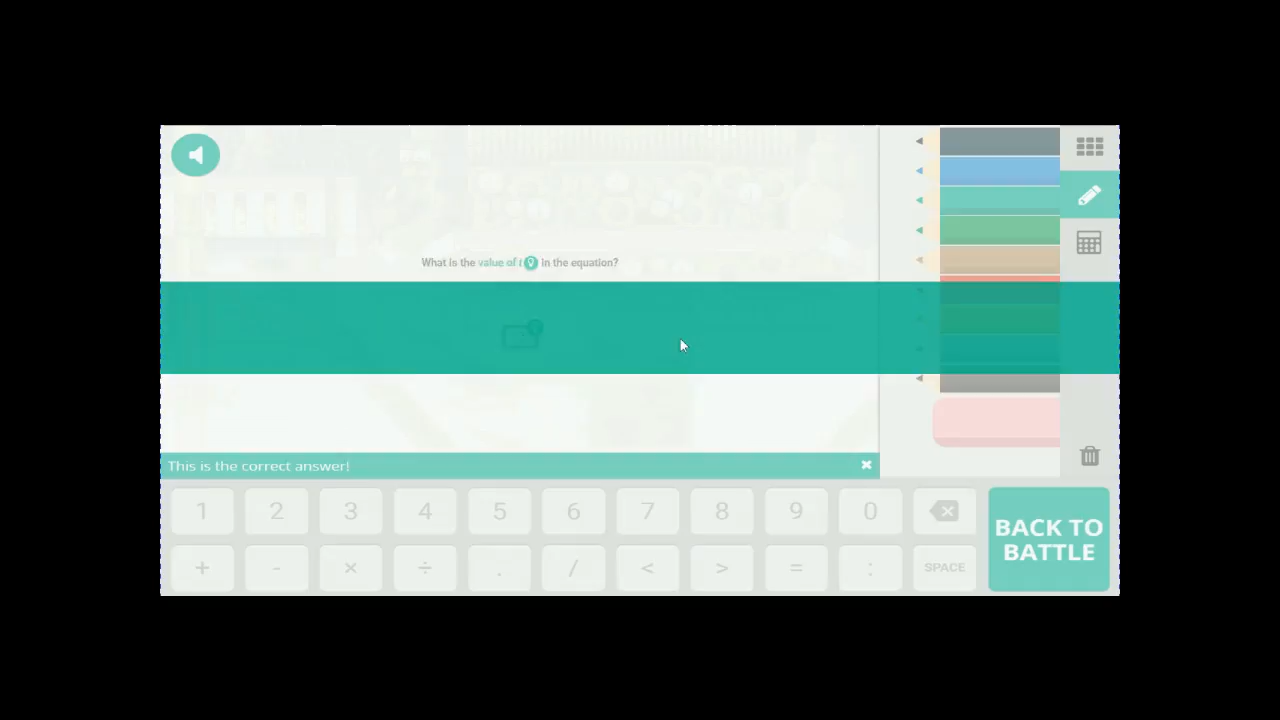 What is the value of t ? in the equation?
This is the correct answer!
1 2 3 4 5 6 7 8 9 0
+ - × ÷ . / < > = : SPACE
BACK TO
BATTLE